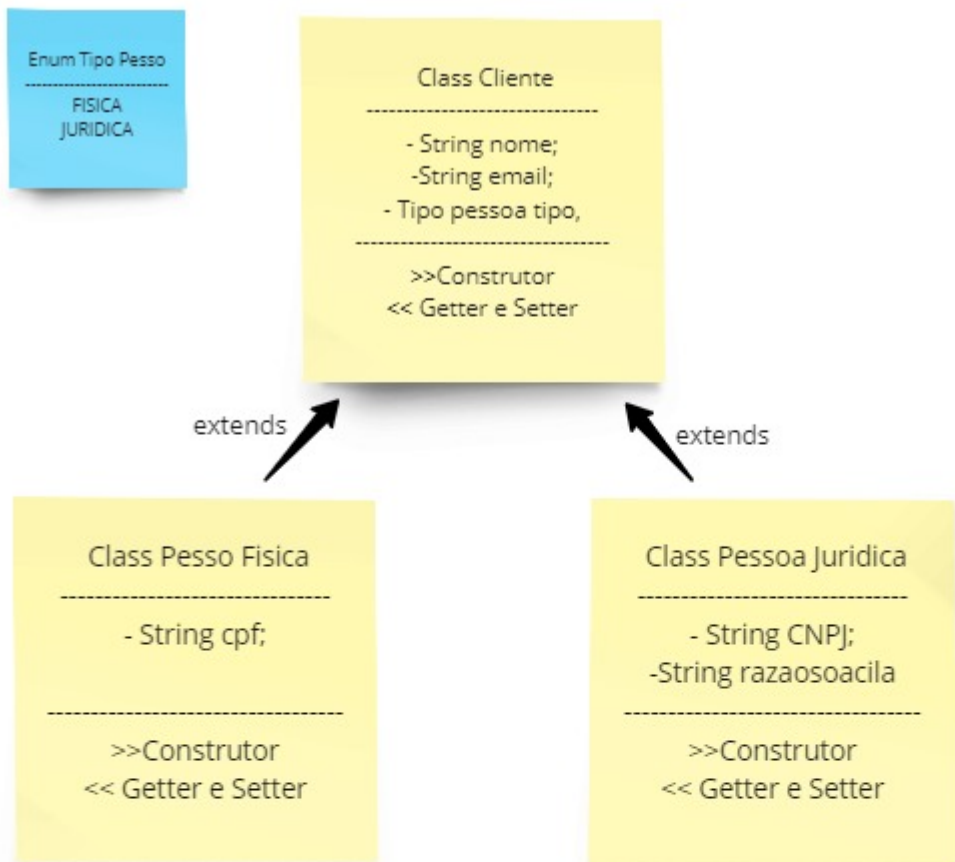 Enum Tipo Pesso
----------------------------
FISICA
JURIDICA
Class Cliente
-------------------------------
- String nome;
-String email;
- Tipo pessoa tipo,
----------------------------------
>>Construtor
<< Getter e Setter
extends
extends
Class Pesso Fisica
-------------------------------
- String cpf;
----------------------------------
>>Construtor
<< Getter e Setter
Class Pessoa Juridica
-------------------------------
- String CNPJ;
-String razaosoacila
----------------------------------
>>Construtor
<< Getter e Setter